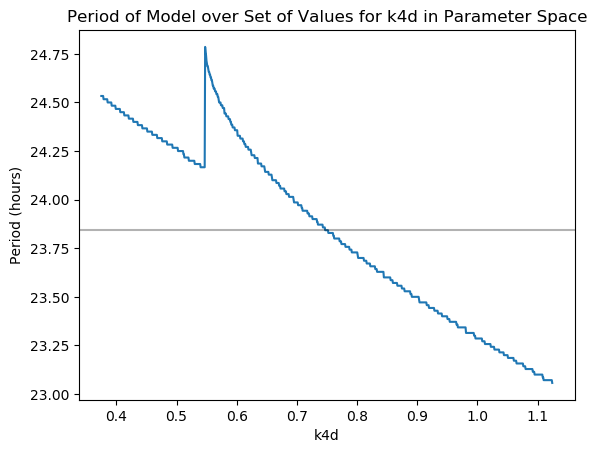 Period of Model over Set of Values for k4d in Parameter Space
24.75
24.50
24.25
24.00
23.75
23.50
23.25
23.00
Period (hours)
0.4 0.5 0.6 0.7 0.8 0.9 1.0 1.1
k4d